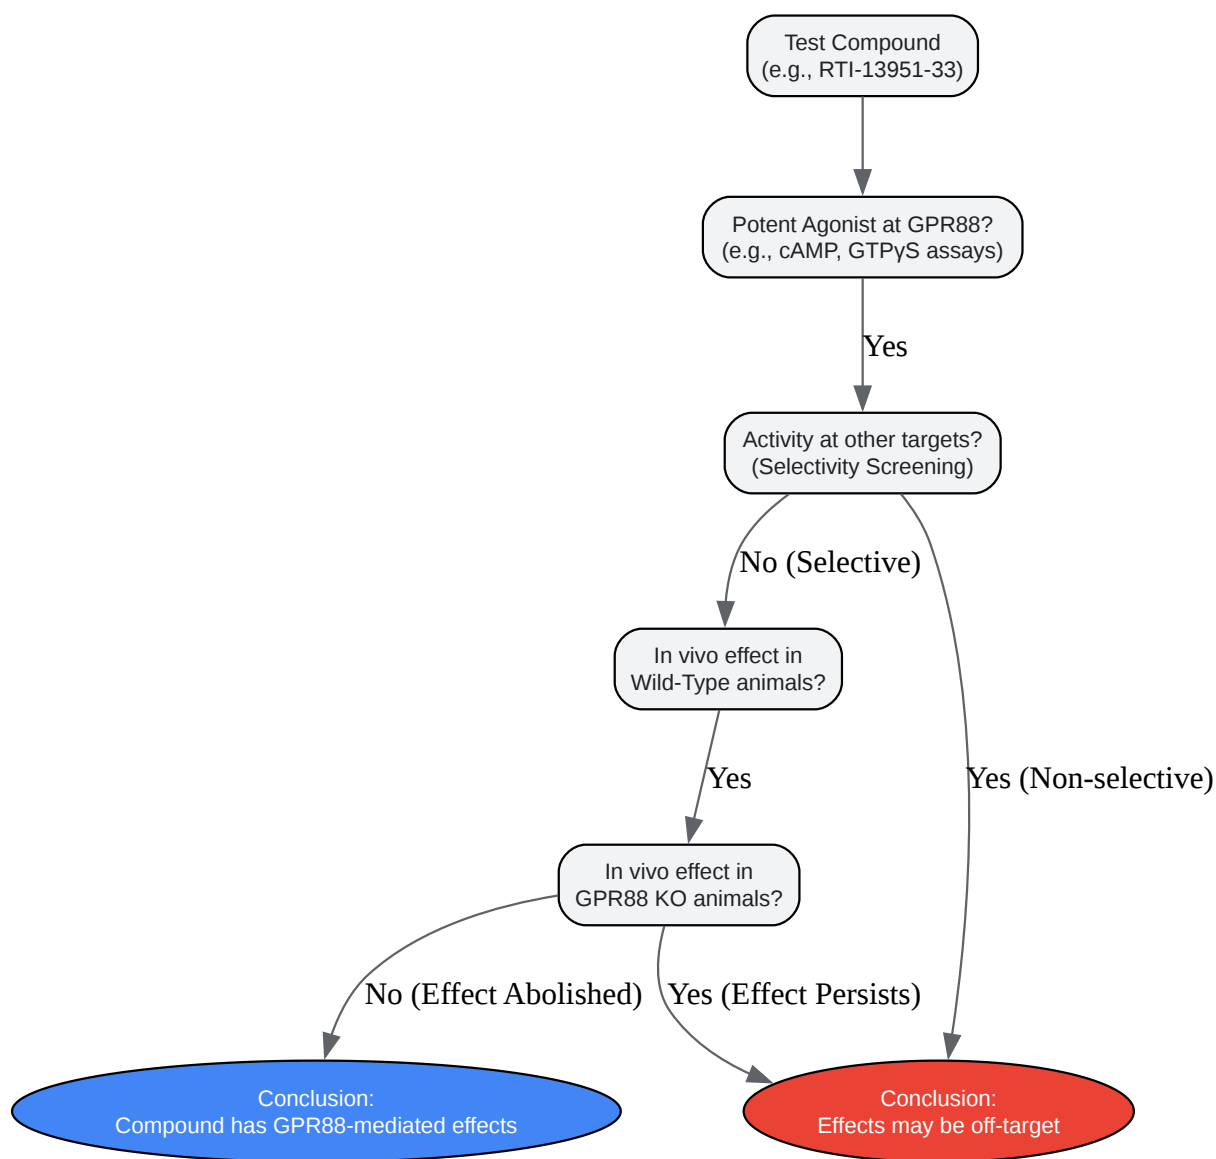 Test Compound
(e.g., RTI-13951-33)
Potent Agonist at GPR88?
(e.g., cAMP, GTPγS assays)
Yes
Activity at other targets?
(Selectivity Screening)
No (Selective)
In vivo effect in
Wild-Type animals?
Yes
Yes (Non-selective)
In vivo effect in
GPR88 KO animals?
No (Effect Abolished)
Yes (Effect Persists)
Conclusion:
Compound has GPR88-mediated effects
Conclusion:
Effects may be off-target